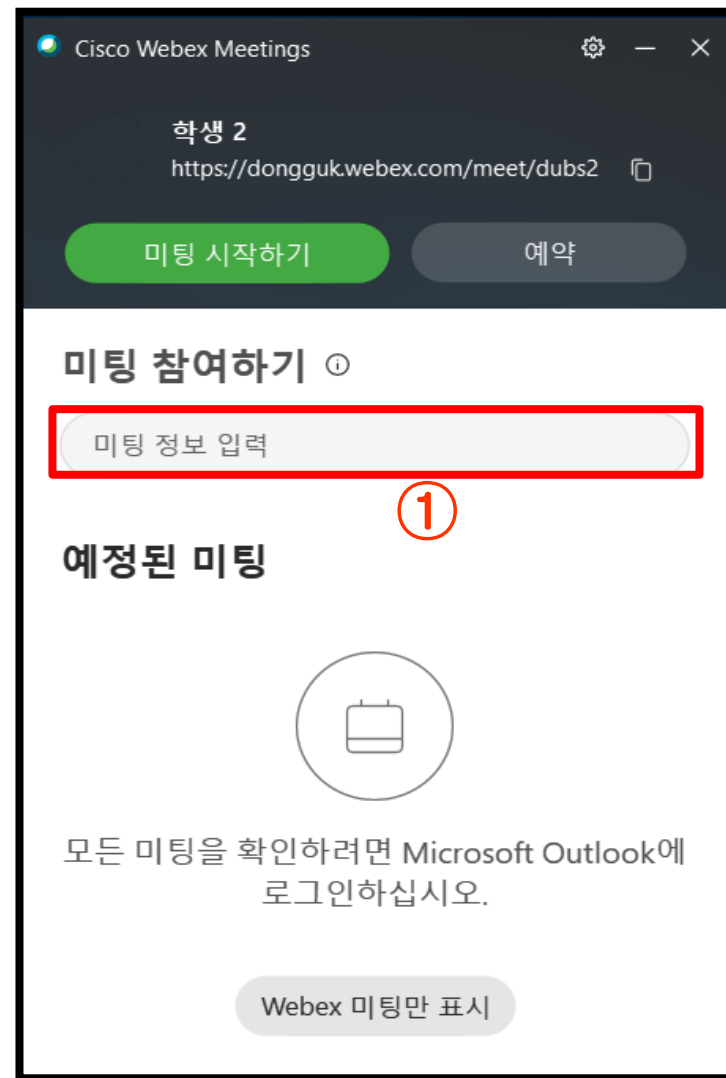 Cisco Webex Meetings
학생 2
https://dongguk.webex.com/meet/dubs2
미팅 시작하기
예약
미팅 참여하기
미팅 정보 입력
①
예정된 미팅
모든 미팅을 확인하려면 Microsoft Outlook에
로그인하십시오.
Webex 미팅만 표시